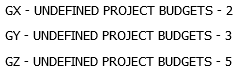 GX - UNDEFINED PROJECT BUDGETS - 2
GY - UNDEFINED PROJECT BUDGETS - 3
GZ - UNDEFINED PROJECT BUDGETS - 5